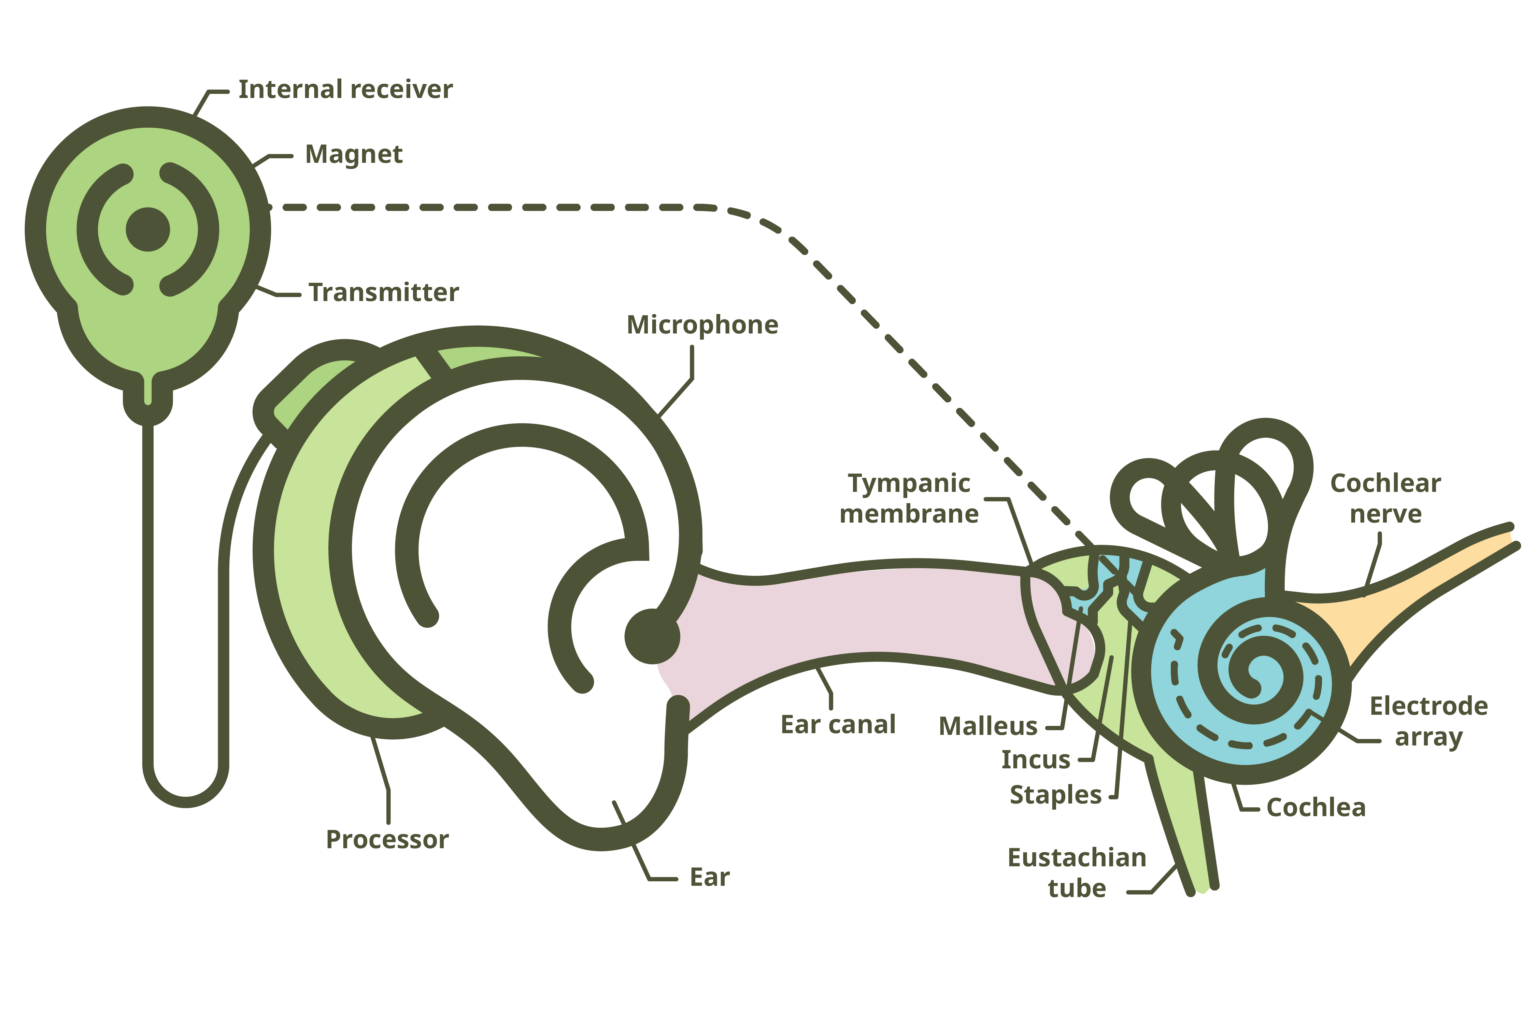 Internal receiver
Magnet
Transmitter
Microphone
Tympanic
membrane
Cochlear
nerve
Ear canal
Malleus
Incus
Staples
Electrode
array
Cochlea
Processor
Ear
Eustachian
tube